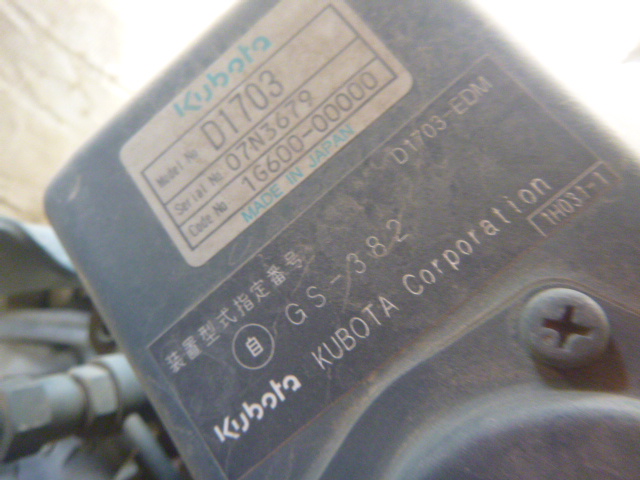 Kubota
Model No. D1703
Serial No. 07N3679
Code No. 1G600-00000
MADE IN JAPAN
D1703-EDM
装置型式指定番号
自 GS-382
1H031-1
Kubota KUBOTA Corporation